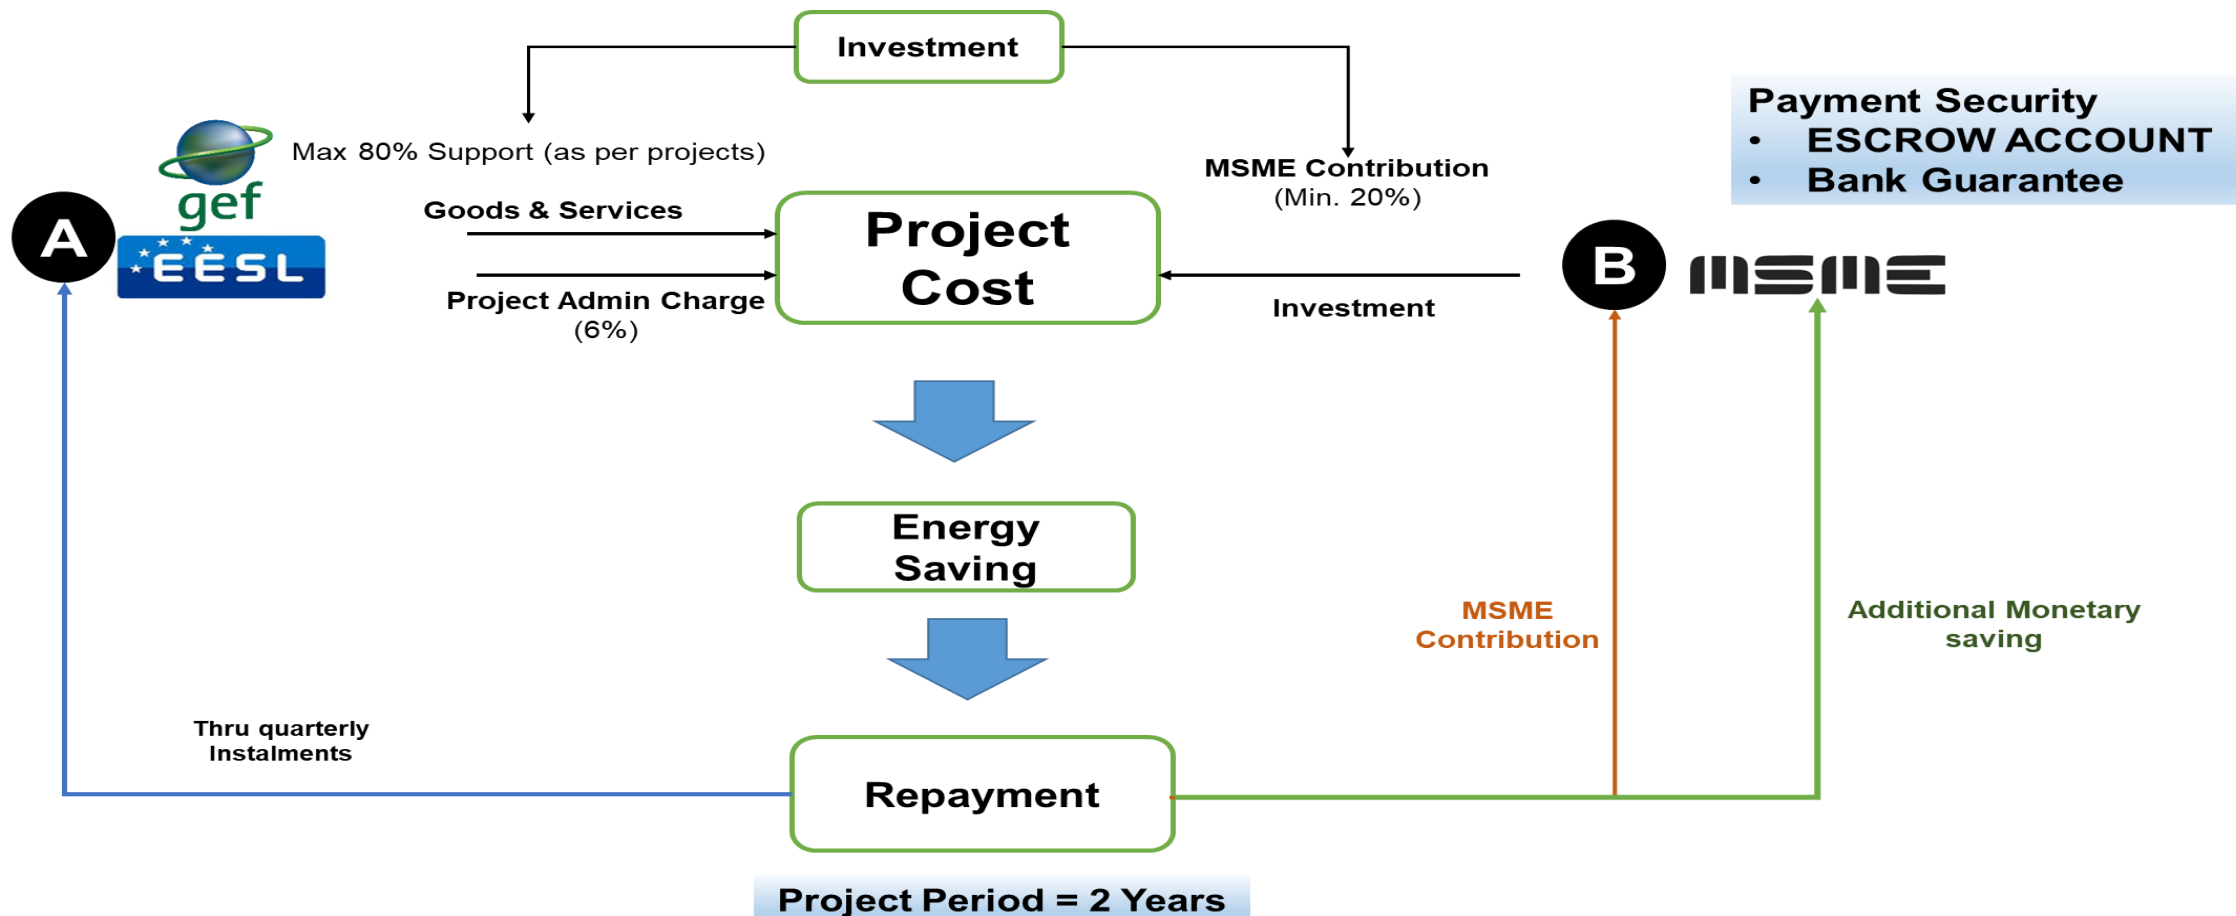 Investment
Payment Security
• ESCROW ACCOUNT
• Bank Guarantee
gef
Max 80% Support (as per projects)
MSME Contribution
(Min. 20%)
A
EESL
Goods & Services
Project Admin Charge
(6%)
Project
Cost
Investment
B
MSME
Energy
Saving
MSME
Contribution
Additional Monetary
saving
Thru quarterly
Instalments
Repayment
Project Period = 2 Years